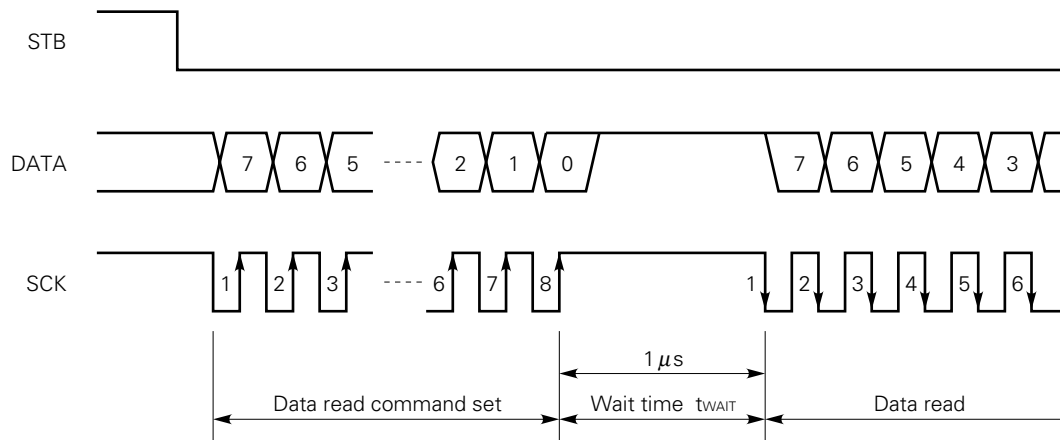 STB
DATA 7 6 5 2 1 0 7 6 5 4 3
SCK 1 2 3 6 7 8 1 2 3 4 5 6
1 μs
Data read command set Wait time tWAIT Data read